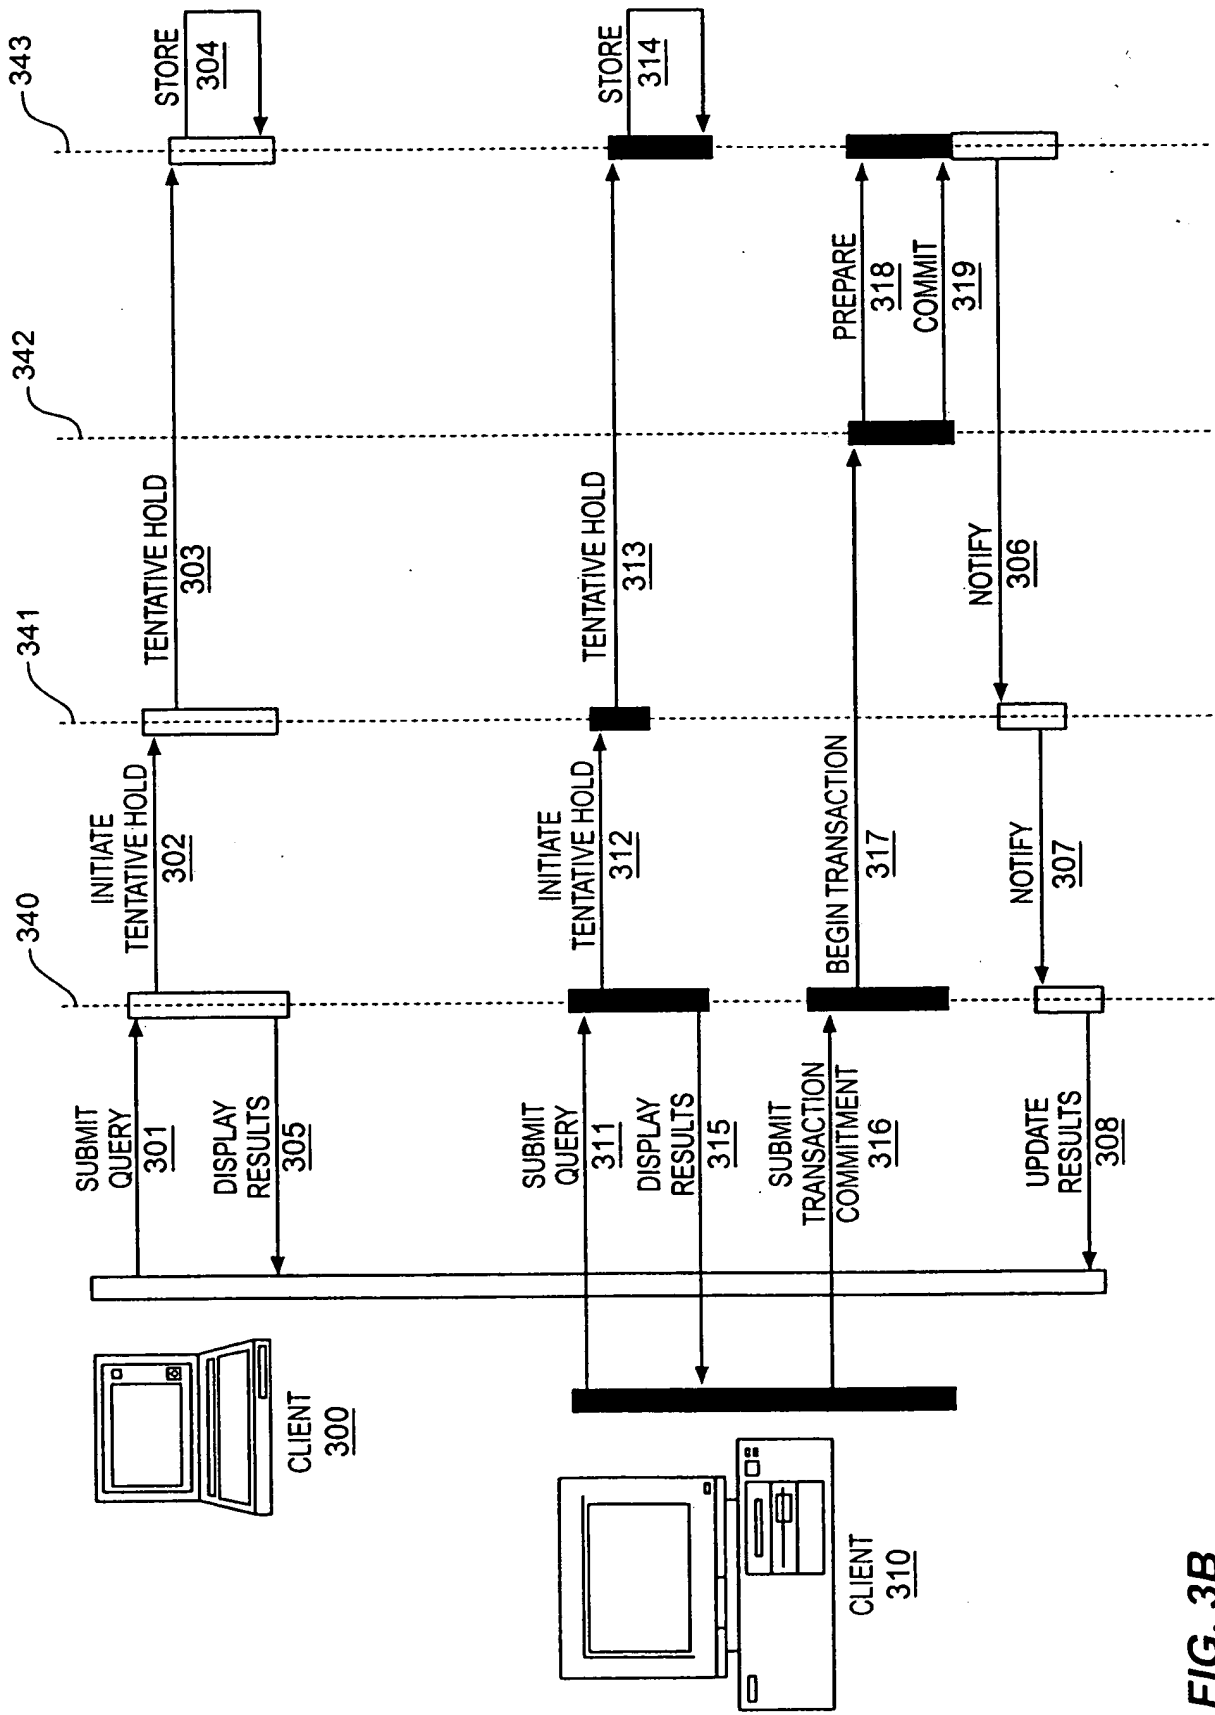 340
341
342
343
SUBMIT
QUERY
301
INITIATE
TENTATIVE HOLD
302
TENTATIVE HOLD
303
STORE
304
DISPLAY
RESULTS
305
CLIENT
300
SUBMIT
QUERY
311
INITIATE
TENTATIVE HOLD
312
TENTATIVE HOLD
313
STORE
314
DISPLAY
RESULTS
315
SUBMIT
TRANSACTION
COMMITMENT
316
BEGIN TRANSACTION
317
PREPARE
318
COMMIT
319
CLIENT
310
NOTIFY
306
NOTIFY
307
UPDATE
RESULTS
308
FIG. 3B